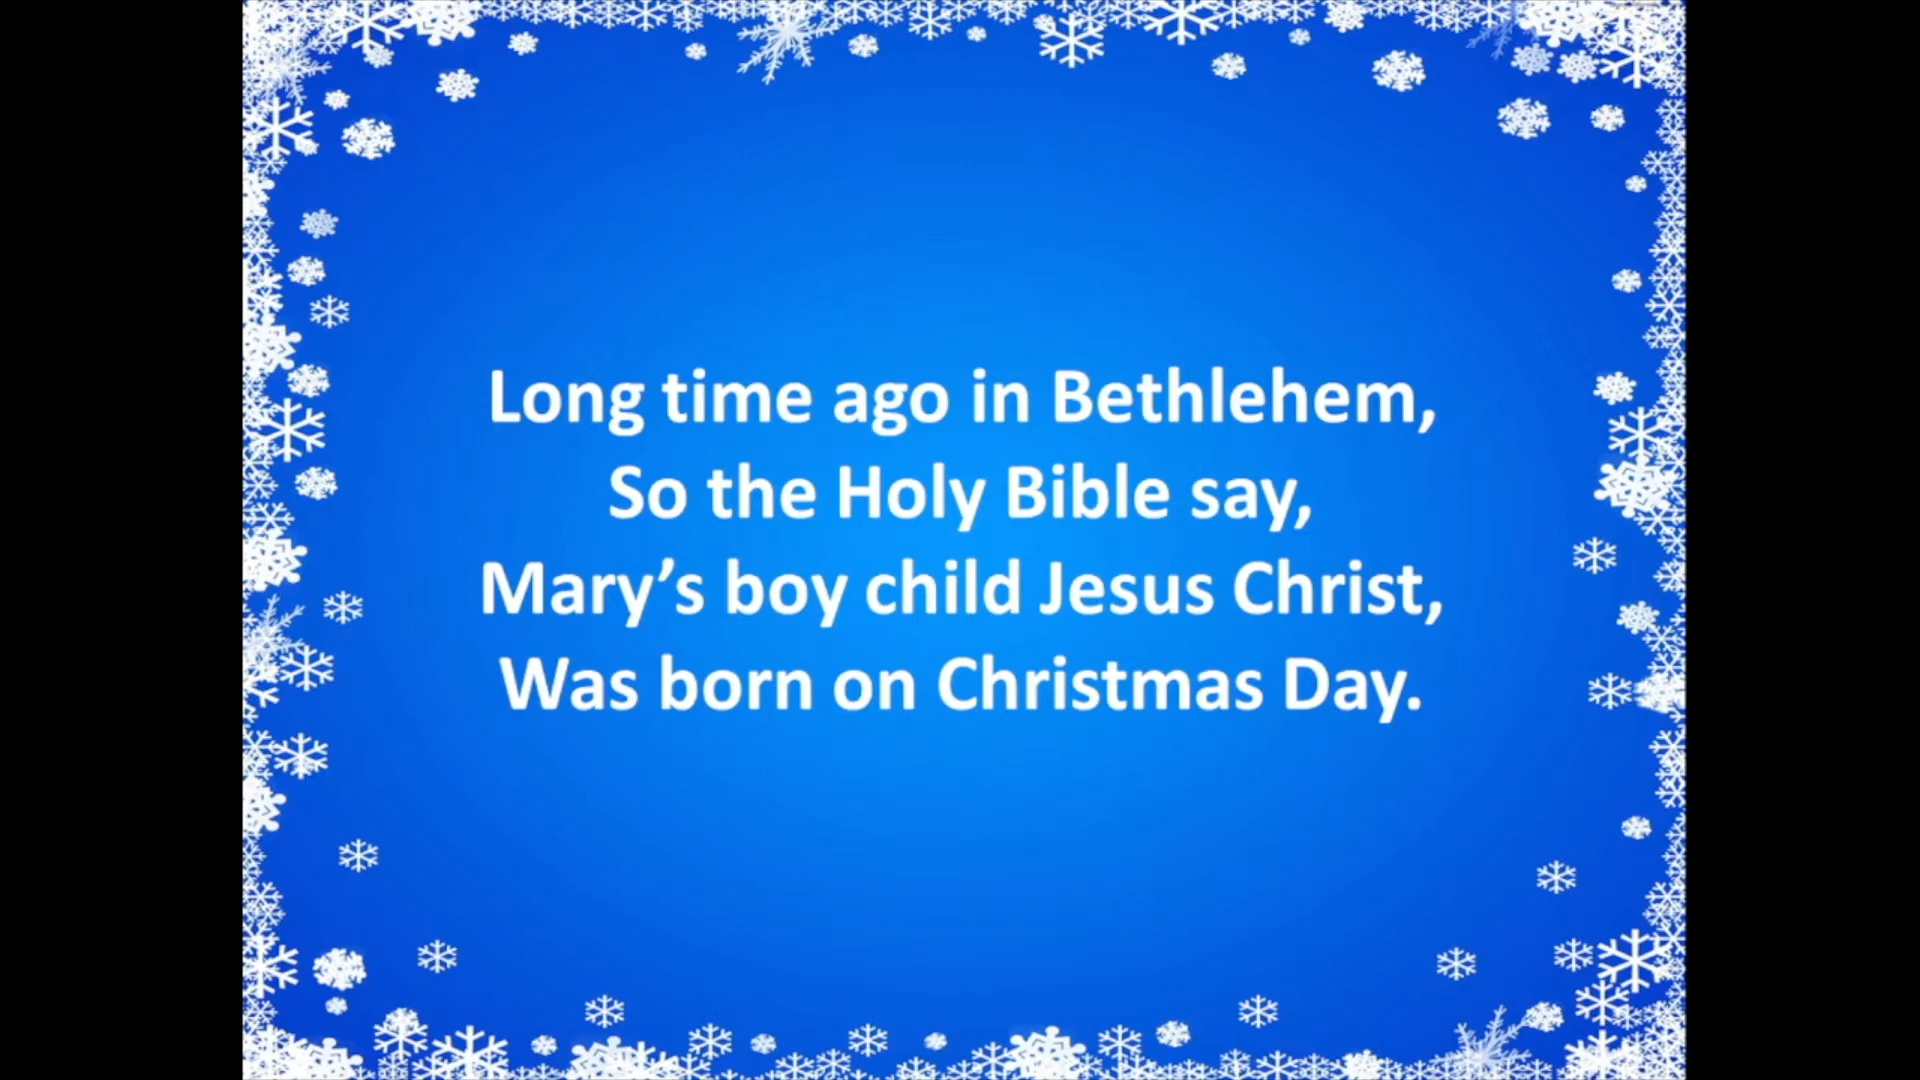 Long time ago in Bethlehem,
So the Holy Bible say,
Mary’s boy child Jesus Christ,
Was born on Christmas Day.